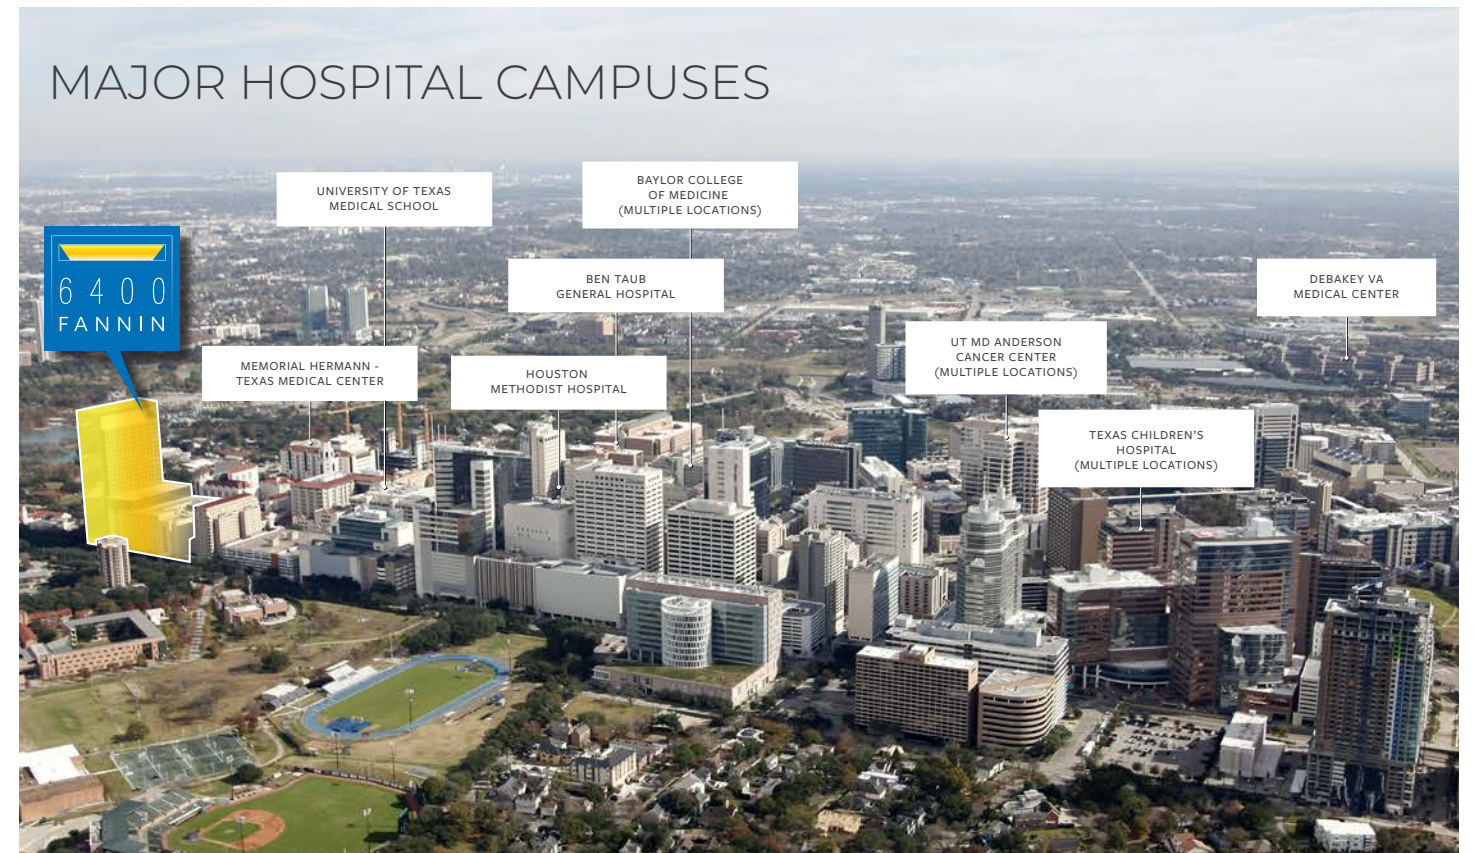 MAJOR HOSPITAL CAMPUSES
UNIVERSITY OF TEXAS
MEDICAL SCHOOL
BAYLOR COLLEGE
OF MEDICINE
(MULTIPLE LOCATIONS)
6400
FANNIN
BEN TAUB
GENERAL HOSPITAL
DEBAKEY VA
MEDICAL CENTER
MEMORIAL HERMANN -
TEXAS MEDICAL CENTER
HOUSTON
METHODIST HOSPITAL
UT MD ANDERSON
CANCER CENTER
(MULTIPLE LOCATIONS)
TEXAS CHILDREN'S
HOSPITAL
(MULTIPLE LOCATIONS)